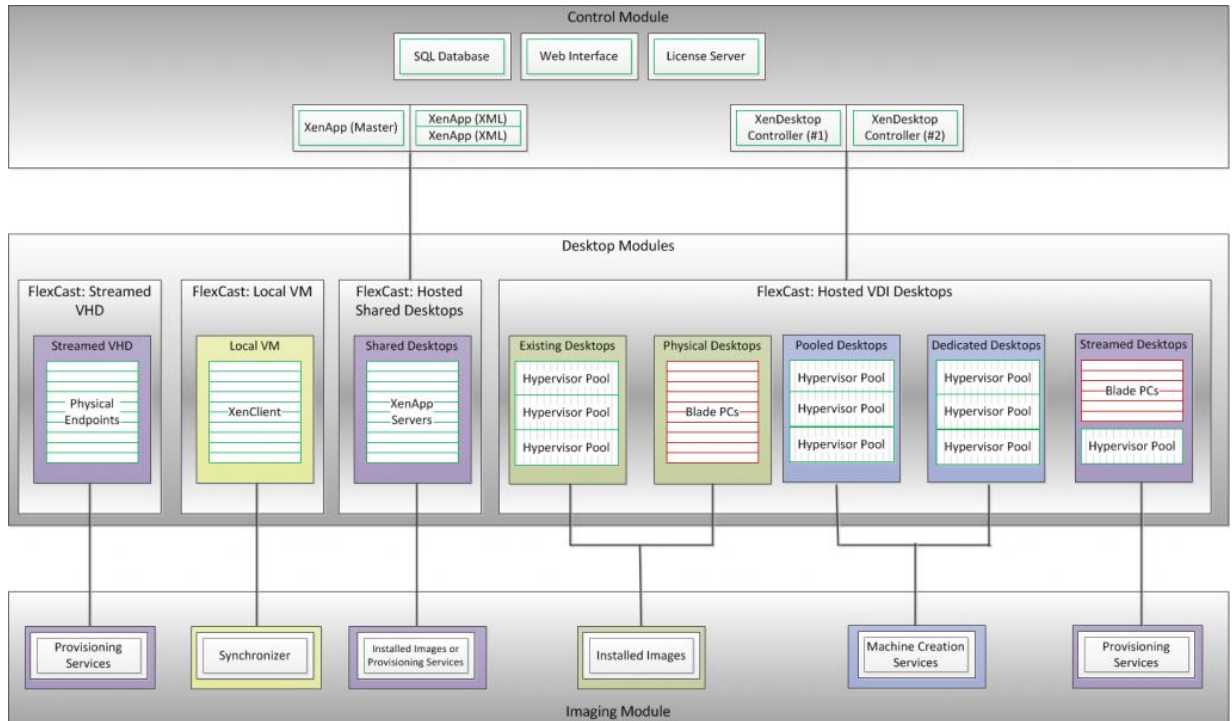 Control Module
SQL Database
Web Interface
License Server
XenApp (Master)
XenApp (XML)
XenApp (XML)
XenDesktop
Controller (#1)
XenDesktop
Controller (#2)
Desktop Modules
FlexCast: Streamed
VHD
Streamed VHD
Physical
Endpoints
FlexCast: Local VM
Local VM
XenClient
FlexCast: Hosted
Shared Desktops
Shared Desktops
XenApp
Servers
FlexCast: Hosted VDI Desktops
Existing Desktops
Hypervisor Pool
Hypervisor Pool
Hypervisor Pool
Physical Desktops
Blade PCs
Pooled Desktops
Hypervisor Pool
Hypervisor Pool
Hypervisor Pool
Dedicated Desktops
Hypervisor Pool
Hypervisor Pool
Hypervisor Pool
Streamed Desktops
Blade PCs
Hypervisor Pool
Provisioning
Services
Synchronizer
Installed Images or
Provisioning Services
Installed Images
Machine Creation
Services
Provisioning
Services
Imaging Module